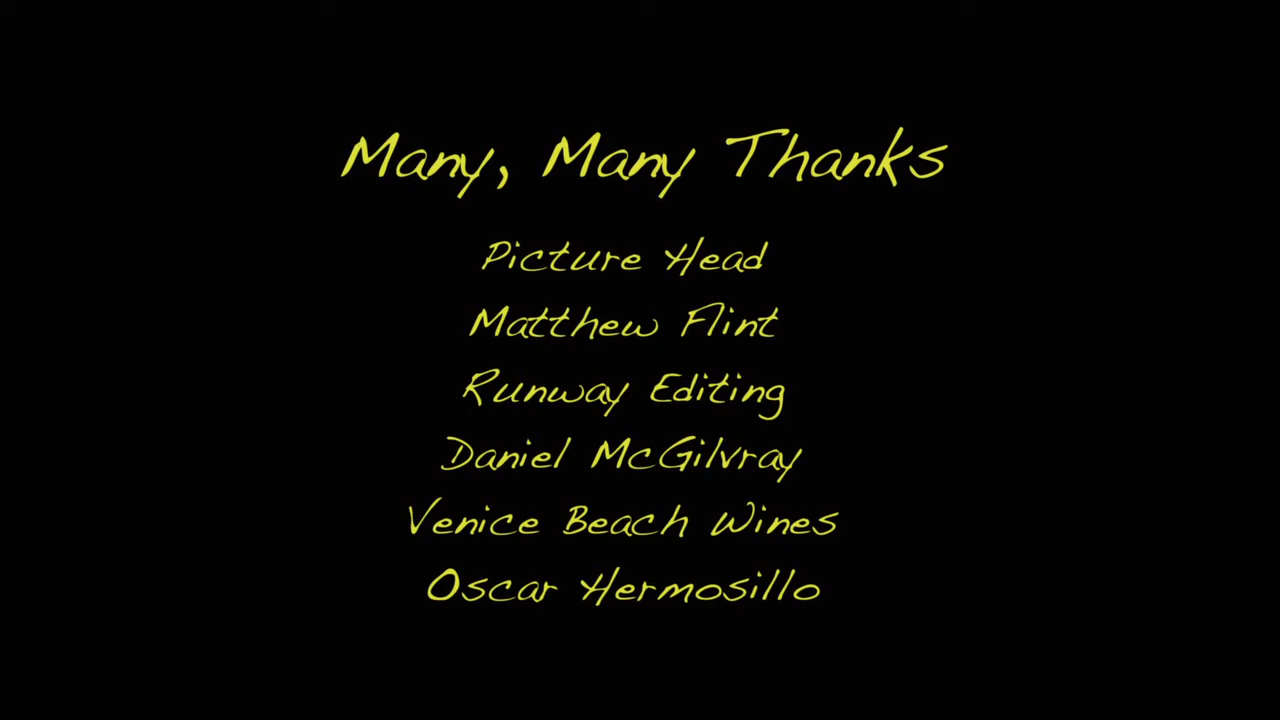 Many, Many Thanks
Picture Head
Matthew Flint
Runway Editing
Daniel McGilvray
Venice Beach Wines
Oscar Hermosillo